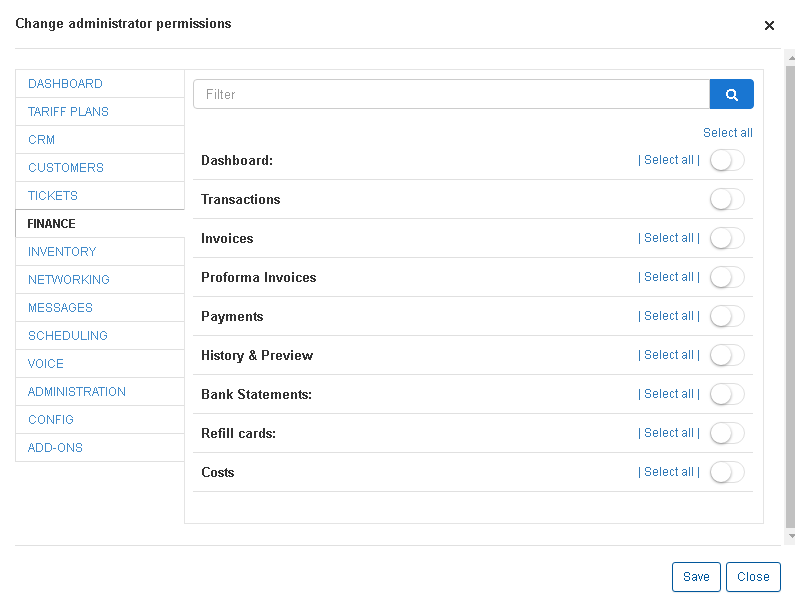 Change administrator permissions
DASHBOARD
TARIFF PLANS
CRM
CUSTOMERS
TICKETS
FINANCE
INVENTORY
NETWORKING
MESSAGES
SCHEDULING
VOICE
ADMINISTRATION
CONFIG
ADD-ONS
Filter
Select all
Dashboard: | Select all |
Transactions
Invoices | Select all |
Proforma Invoices | Select all |
Payments | Select all |
History & Preview | Select all |
Bank Statements: | Select all |
Refill cards: | Select all |
Costs | Select all |
Save Close